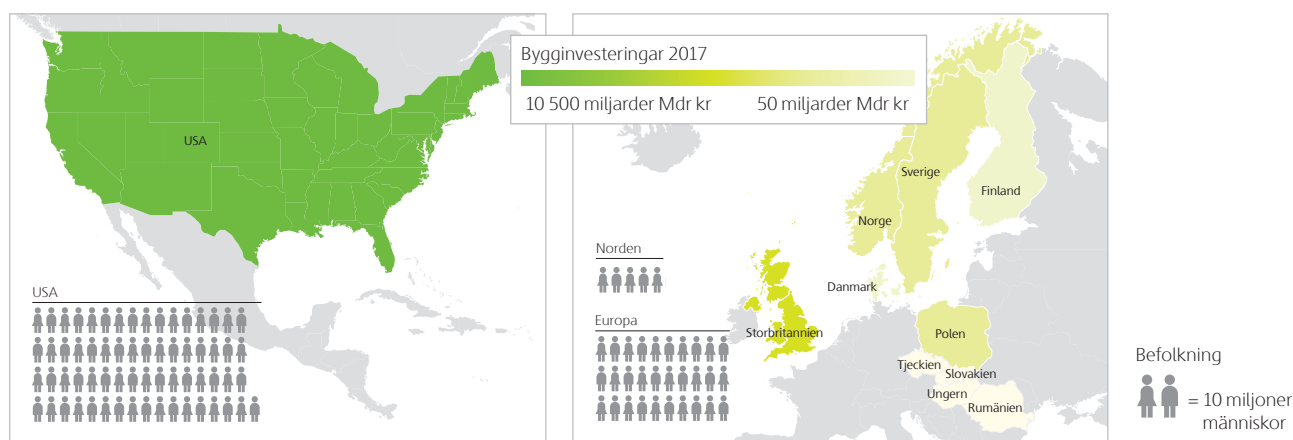 Bygginvesteringar 2017
10 500 miljarder Mdr kr
50 miljarder Mdr kr
USA
USA
Sverige
Finland
Norge
Norden
Danmark
Europa
Storbritannien
Polen
Tjeckien
Slovakien
Ungern
Rumänien
Befolkning
= 10 miljoner
människor